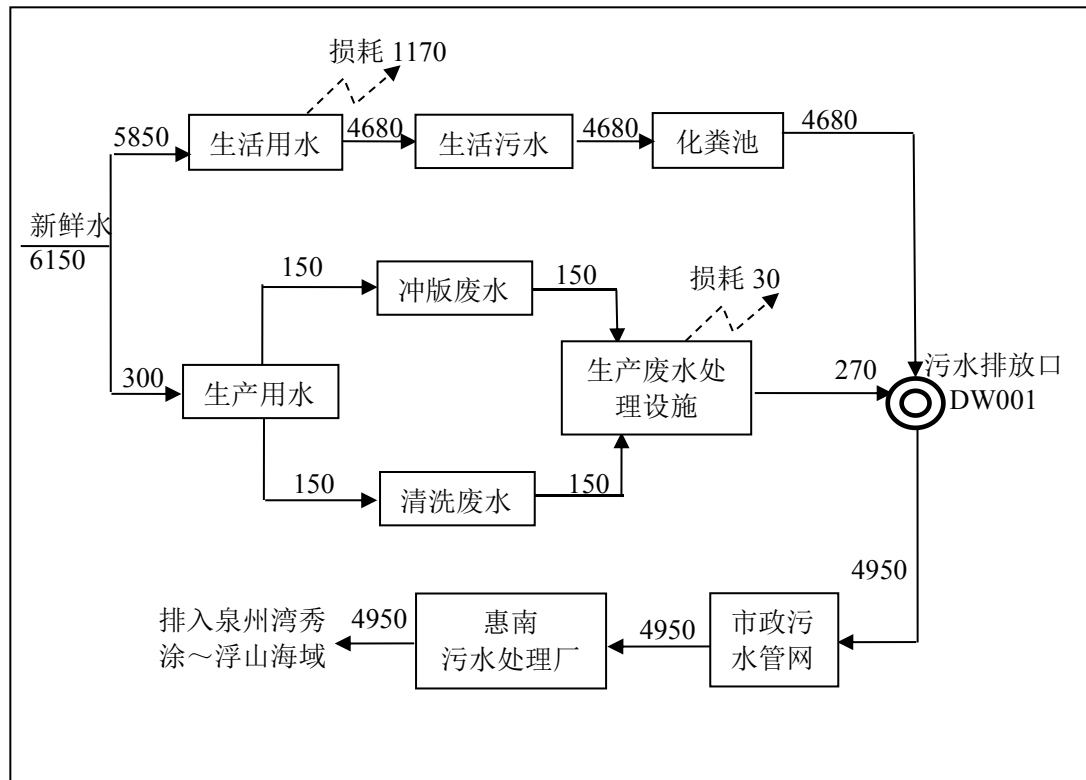 损耗 1170
5850
生活用水
4680
生活污水
4680
化粪池
4680
新鲜水
6150
150
冲版废水
150
损耗 30
300
生产用水
生产废水处
理设施
270
污水排放口
DW001
150
清洗废水
150
4950
排入泉州湾秀
涂～浮山海域
4950
惠南
污水处理厂
4950
市政污
水管网